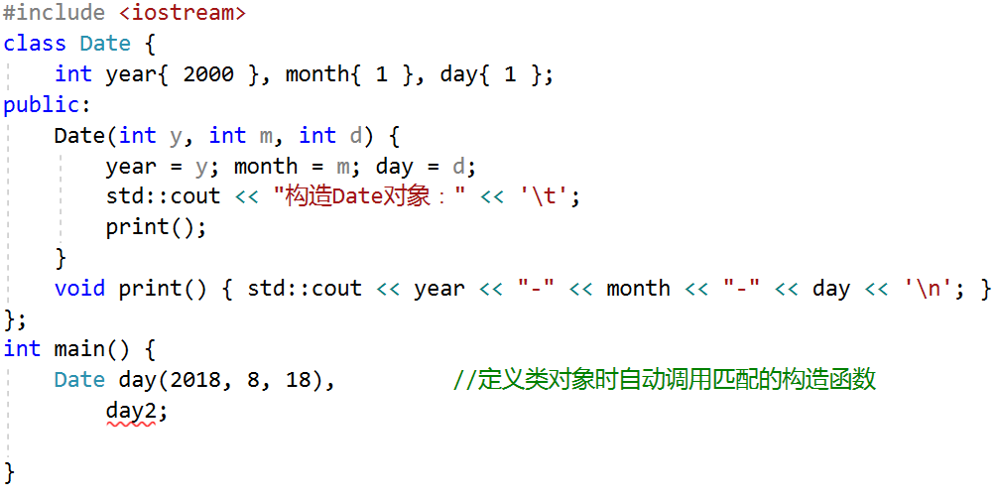 #include <iostream>
class Date {
    int year{ 2000 }, month{ 1 }, day{ 1 };
public:
    Date(int y, int m, int d) {
        year = y; month = m; day = d;
        std::cout << "构造Date对象：" << '\t';
        print();
    }
    void print() { std::cout << year << "-" << month << "-" << day << '\n'; }
};
int main() {
    Date day(2018, 8, 18),         //定义类对象时自动调用匹配的构造函数
        day2;
}